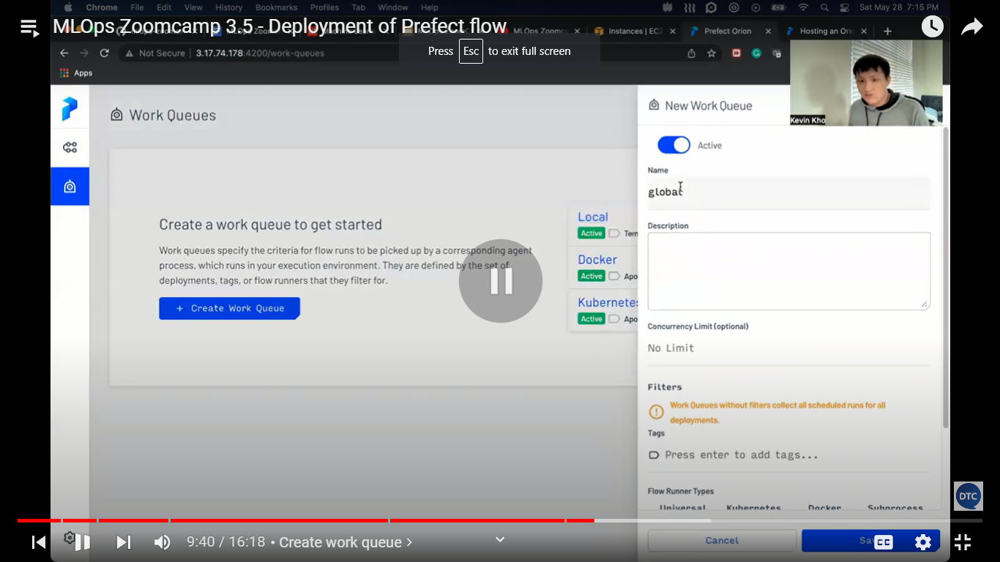 Chrome File Edit View History Bookmarks Profiles Tab Window Help Sat May 28 7:15 PM
MLOps Zoomcamp 3.5 - Deployment of Prefect flow
MLOps Zoomc Instances | EC2 Prefect Orion Hosting an Orio
Press Esc to exit full screen
Not Secure 3.17.74.178:4200/work-queues
Apps
Kevin Kho
Work Queues
Create a work queue to get started
Work queues specify the criteria for flow runs to be picked up by a corresponding agent
process, which runs in your execution environment. They are defined by the set of
deployments, tags, or flow runners that they filter for.
+ Create Work Queue
Local
Active Tem
Docker
Active Apo
Kubernetes
Active Apo
New Work Queue
Active
Name
global
Description
Concurrency Limit (optional)
No Limit
Filters
Work Queues without filters collect all scheduled runs for all
deployments.
Tags
Press enter to add tags...
Flow Runner Types
Universal Kubernetes Docker Subprocess
Cancel
Sa
CC
DTC
9:40 / 16:18 • Create work queue